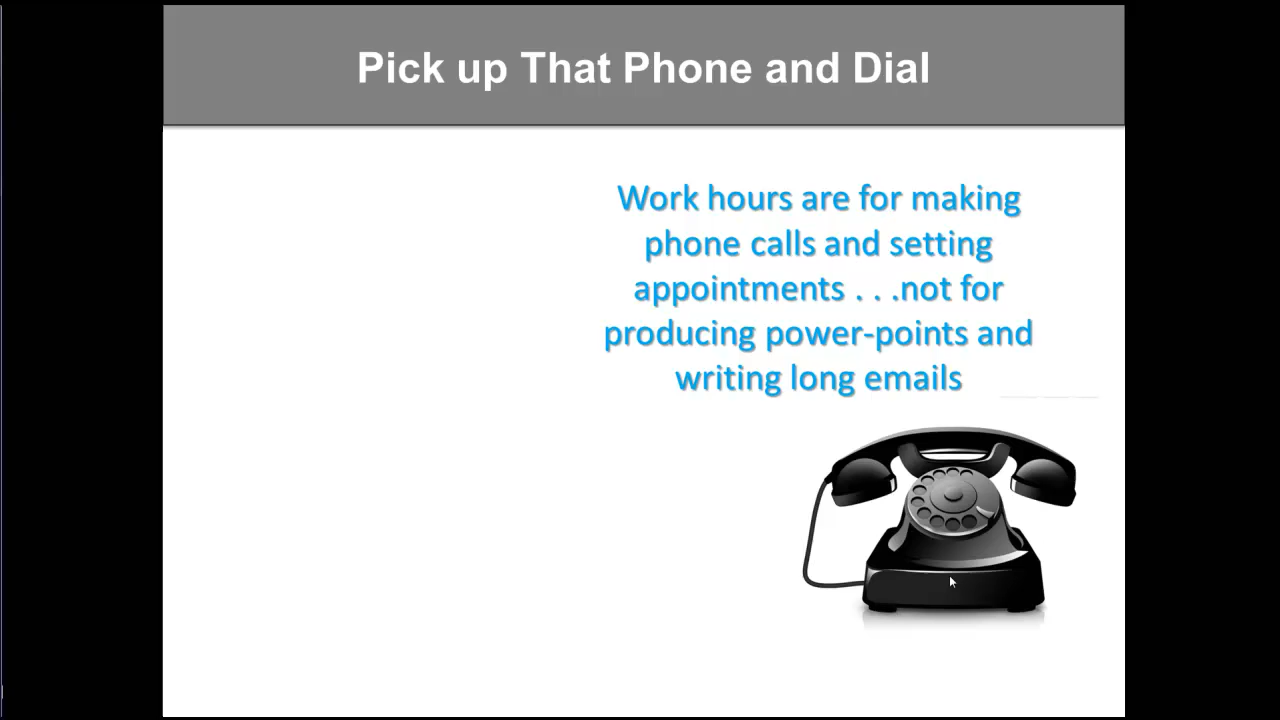 Pick up That Phone and Dial
Work hours are for making
phone calls and setting
appointments . . .not for
producing power-points and
writing long emails